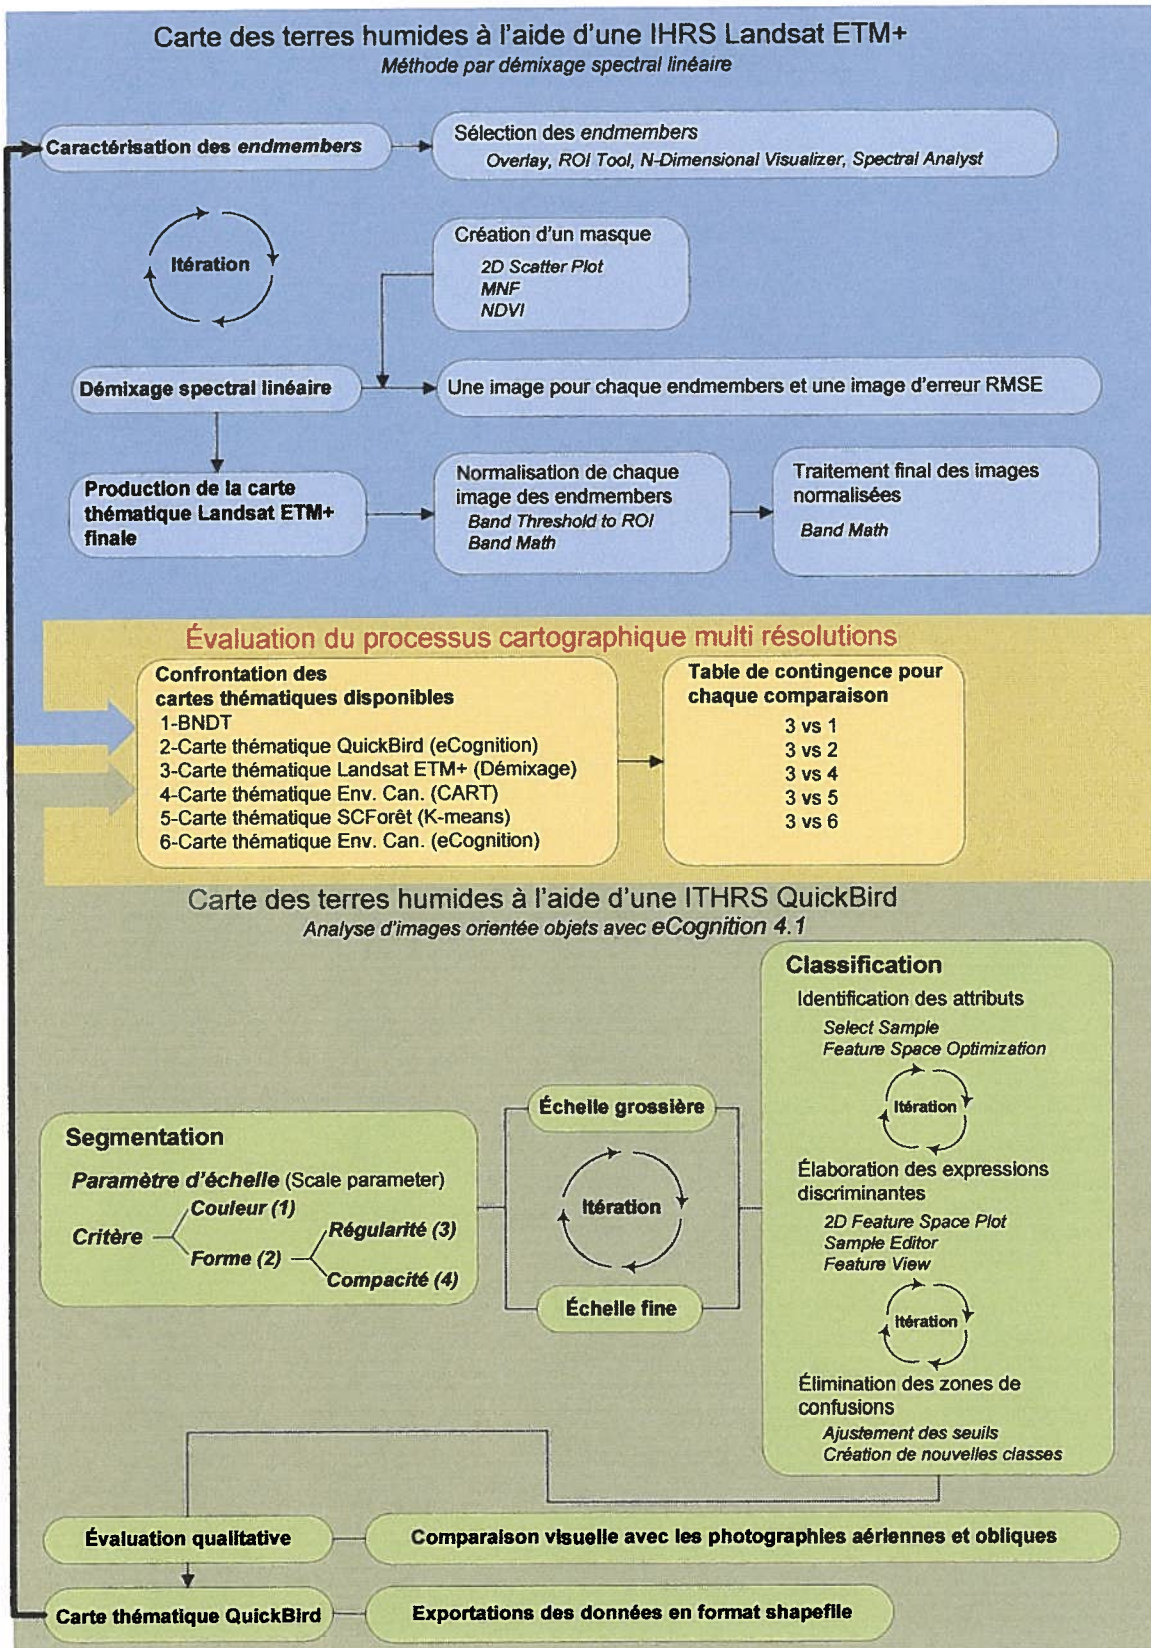 Carte des terres humides à l'aide d'une IHRS Landsat ETM+
Méthode par démixage spectral linéaire
Caractérisation des endmembers
Sélection des endmembers
Overlay, ROI Tool, N-Dimensional Visualizer, Spectral Analyst
Itération
Création d'un masque
2D Scatter Plot
MNF
NDVI
Démixage spectral linéaire
Une image pour chaque endmembers et une image d'erreur RMSE
Production de la carte
thématique Landsat ETM+
finale
Normalisation de chaque
image des endmembers
Band Threshold to ROI
Band Math
Traitement final des images
normalisées
Band Math
Évaluation du processus cartographique multi résolutions
Confrontation des
cartes thématiques disponibles
1-BNDT
2-Carte thématique QuickBird (eCognition)
3-Carte thématique Landsat ETM+ (Démixage)
4-Carte thématique Env. Can. (CART)
5-Carte thématique SCForêt (K-means)
6-Carte thématique Env. Can. (eCognition)
Table de contingence pour
chaque comparaison
3 vs 1
3 vs 2
3 vs 4
3 vs 5
3 vs 6
Carte des terres humides à l'aide d'une ITHRS QuickBird
Analyse d'images orientée objets avec eCognition 4.1
Segmentation
Paramètre d'échelle (Scale parameter)
Critère
Couleur (1)
Forme (2)
Régularité (3)
Compacité (4)
Échelle grossière
Itération
Échelle fine
Classification
Identification des attributs
Select Sample
Feature Space Optimization
Itération
Élaboration des expressions
discriminantes
2D Feature Space Plot
Sample Editor
Feature View
Itération
Élimination des zones de
confusions
Ajustement des seuils
Création de nouvelles classes
Évaluation qualitative
Comparaison visuelle avec les photographies aériennes et obliques
Carte thématique QuickBird
Exportations des données en format shapefile